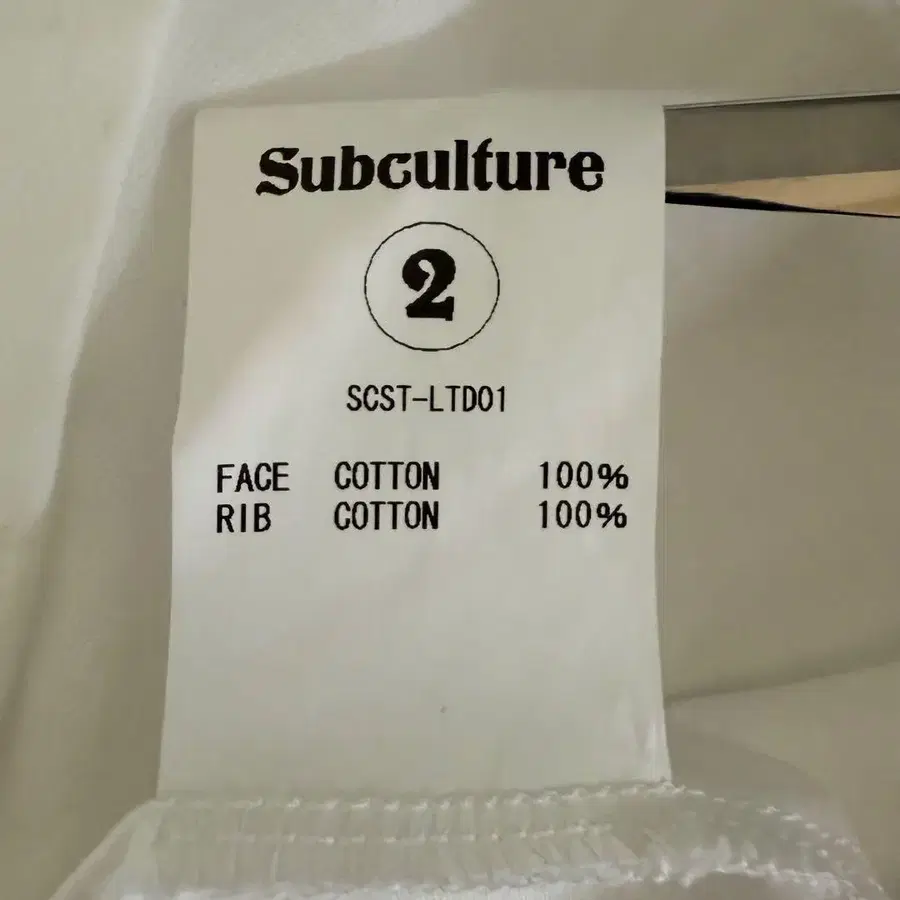 Subculture
2
SCST-LTD01
FACE COTTON 100%
RIB COTTON 100%